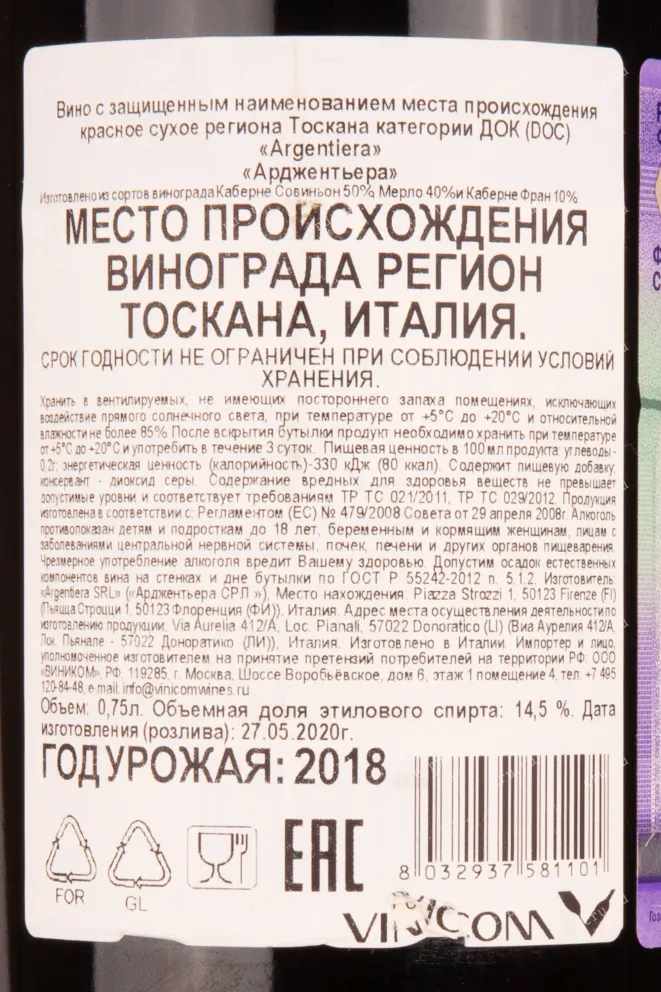 Вино с защищенным наименованием места происхождения
красное сухое региона Тоскана категории ДОК (DOC)
«Argentiera»
«Арджентьера»
Изготовлено из сортов винограда Каберне Совиньон 50% Мерло 40%и Каберне Фран 10%
МЕСТО ПРОИСХОЖДЕНИЯ
ВИНОГРАДА РЕГИОН
ТОСКАНА, ИТАЛИЯ.
СРОК ГОДНОСТИ НЕ ОГРАНИЧЕН ПРИ СОБЛЮДЕНИИ УСЛОВИЙ
ХРАНЕНИЯ.
Хранить в вентилируемых, не имеющих постороннего запаха помещениях, исключающих
воздействие прямого солнечного света, при температуре от +5°С до +20°С и относительной
влажности не более 85% После вскрытия бутылки продукт необходимо хранить при температуре
от +5°С до +20°С и употребить в течение 3 суток. Пищевая ценность в 100 мл продукта: углеводы-
0,2г; энергетическая ценность (калорийность)-330 кДж (80 ккал). Содержит пищевую добавку:
консервант - диоксид серы. Содержание вредных для здоровья веществ не превышает
допустимые уровни и соответствует требованиям ТР ТС 021/2011, ТР ТС 029/2012. Продукция
изготовлена в соответствии с: Регламентом (ЕС) № 479/2008 Совета от 29 апреля 2008г. Алкоголь
противопоказан детям и подросткам до 18 лет, беременным и кормящим женщинам, лицам с
заболеваниями центральной нервной системы, почек, печени и других органов пищеварения.
Чрезмерное употребление алкоголя вредит Вашему здоровью. Допустим осадок естественных
компонентов вина на стенках и дне бутылки по ГОСТ Р 55242-2012 п. 5.1.2. Изготовитель:
«Argentiera SRL» («Арджентьера СРЛ »), Место нахождения: Piazza Strozzi 1, 50123 Firenze (FI)
(Пьяцца Строцци 1, 50123 Флоренция (ФИ)), Италия. Адрес места осуществления деятельности по
изготовлению продукции: Via Aurelia 412/A, Loc. Pianali, 57022 Donoratico (LI) (Виа Аурелия 412/А,
Лок. Пьянале - 57022 Доноратико (ЛИ)), Италия. Изготовлено в Италии. Импортер и лицо,
уполномоченное изготовителем на принятие претензий потребителей на территории РФ: ООО
«ВИНИКОМ», РФ, 119285, г. Москва, Шоссе Воробьёвское, дом 6, этаж 1 помещение 4, тел: +7 495
120-84-48, e-mail: info@vinicomwines.ru
Объем: 0,75л. Объемная доля этилового спирта: 14,5 %. Дата
изготовления (розлива): 27.05.2020г.
ГОД УРОЖАЯ: 2018
FOR
GL
EAC
8 032937 581101
VINICOM